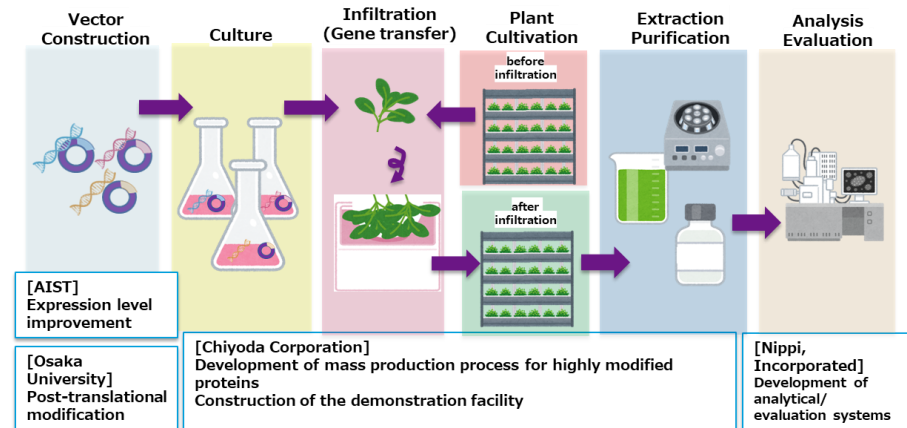 Vector
Construction
Culture
Infiltration
(Gene transfer)
Plant
Cultivation
Extraction
Purification
Analysis
Evaluation
before
infiltration
after
infiltration
[AIST]
Expression level
improvement
[Osaka
University]
Post-translational
modification
[Chiyoda Corporation]
Development of mass production process for highly modified
proteins
Construction of the demonstration facility
[Nippi,
Incorporated]
Development of
analytical/
evaluation systems